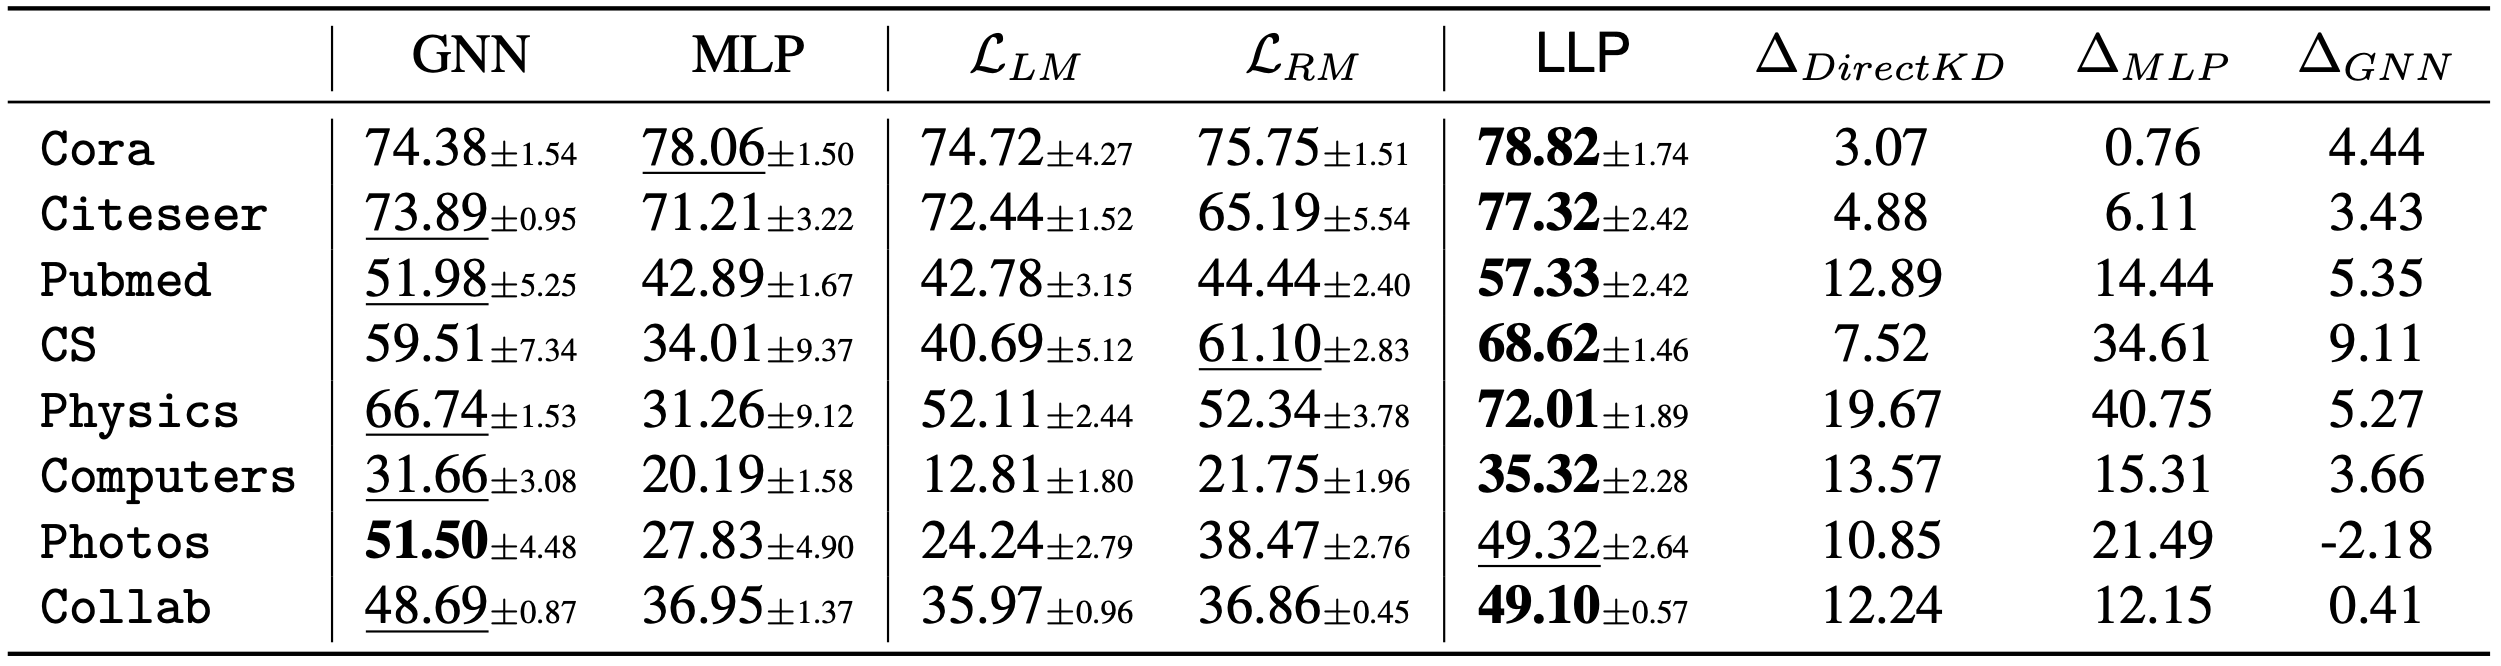 GNN MLP ℒ_LM ℒ_RM LLP Δ_DirectKD Δ_MLP Δ_GNN
Cora 74.38±1.54 78.06±1.50 74.72±4.27 75.75±1.51 78.82±1.74 3.07 0.76 4.44
Citeseer 73.89±0.95 71.21±3.22 72.44±1.52 65.19±5.54 77.32±2.42 4.88 6.11 3.43
Pubmed 51.98±5.25 42.89±1.67 42.78±3.15 44.44±2.40 57.33±2.42 12.89 14.44 5.35
CS 59.51±7.34 34.01±9.37 40.69±5.12 61.10±2.83 68.62±1.46 7.52 34.61 9.11
Physics 66.74±1.53 31.26±9.12 52.11±2.44 52.34±3.78 72.01±1.89 19.67 40.75 5.27
Computers 31.66±3.08 20.19±1.58 12.81±1.80 21.75±1.96 35.32±2.28 13.57 15.31 3.66
Photos 51.50±4.48 27.83±4.90 24.24±2.79 38.47±2.76 49.32±2.64 10.85 21.49 -2.18
Collab 48.69±0.87 36.95±1.37 35.97±0.96 36.86±0.45 49.10±0.57 12.24 12.15 0.41